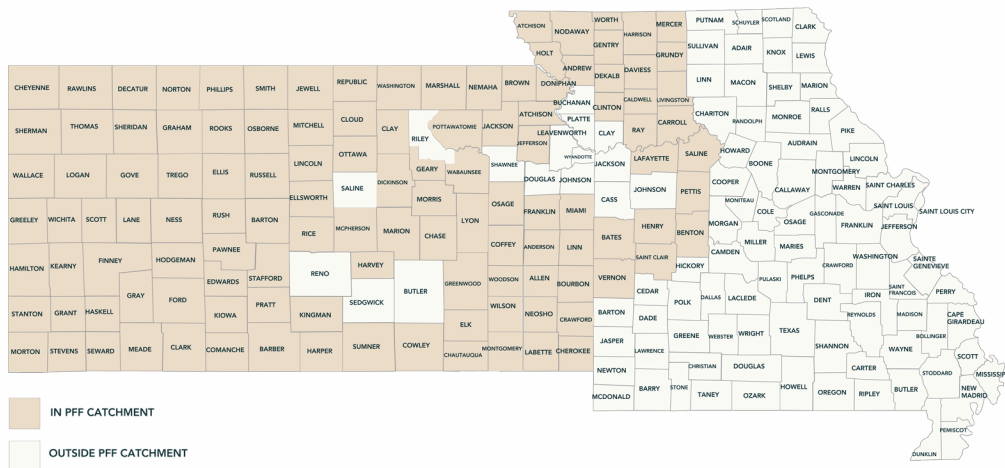 ATCHISON
NODAWAY
WORTH
HARRISON
MERCER
PUTNAM
SCHUYLER
SCOTLAND
CLARK
HOLT
GENTRY
GRUNDY
SULLIVAN
ADAIR
KNOX
LEWIS
ANDREW
DEKALB
DAVIESS
LINN
MACON
SHELBY
MARION
CHEYENNE
RAWLINS
DECATUR
NORTON
PHILLIPS
SMITH
JEWELL
REPUBLIC
WASHINGTON
MARSHALL
NEMAHA
BROWN
DONIPHAN
BUCHANAN
CLINTON
CALDWELL
LIVINGSTON
CHARITON
RANDOLPH
MONROE
RALLS
PIKE
SHERMAN
THOMAS
SHERIDAN
GRAHAM
ROOKS
OSBORNE
MITCHELL
CLOUD
CLAY
RILEY
POTTAWATOMIE
JACKSON
ATCHISON
JEFFERSON
LEAVENWORTH
PLATTE
CLAY
RAY
CARROLL
HOWARD
BOONE
AUDRAIN
WALLACE
LOGAN
GOVE
TREGO
ELLIS
RUSSELL
LINCOLN
OTTAWA
DICKINSON
GEARY
WABAUNSEE
SHAWNEE
DOUGLAS
WYANDOTTE
JOHNSON
JACKSON
LAFAYETTE
SALINE
COOPER
CALLAWAY
MONTGOMERY
LINCOLN
WARREN
SAINT CHARLES
ELLSWORTH
SALINE
MORRIS
OSAGE
FRANKLIN
MIAMI
CASS
JOHNSON
PETTIS
MONITEAU
COLE
OSAGE
GASCONADE
FRANKLIN
SAINT LOUIS
SAINT LOUIS CITY
JEFFERSON
GREELEY
WICHITA
SCOTT
LANE
NESS
RUSH
BARTON
RICE
MCPHERSON
MARION
CHASE
LYON
COFFEY
ANDERSON
LINN
BATES
HENRY
BENTON
MORGAN
MILLER
MARIES
CAMDEN
HAMILTON
KEARNY
FINNEY
HODGEMAN
PAWNEE
EDWARDS
STAFFORD
RENO
HARVEY
BUTLER
GREENWOOD
WOODSON
ALLEN
BOURBON
VERNON
SAINT CLAIR
HICKORY
CEDAR
PULASKI
PHELPS
CRAWFORD
WASHINGTON
SAINTE
GENEVIEVE
SAINT
FRANCOIS
PERRY
STANTON
GRANT
HASKELL
GRAY
FORD
KIOWA
PRATT
KINGMAN
SEDGWICK
ELK
WILSON
NEOSHO
CRAWFORD
BARTON
DADE
POLK
DALLAS
LACLEDE
DENT
IRON
REYNOLDS
MADISON
CAPE
GIRARDEAU
BOLLINGER
MORTON
STEVENS
SEWARD
MEADE
CLARK
COMANCHE
BARBER
HARPER
SUMNER
COWLEY
CHAUTAUQUA
MONTGOMERY
LABETTE
CHEROKEE
JASPER
LAWRENCE
GREENE
WEBSTER
WRIGHT
TEXAS
SHANNON
WAYNE
SCOTT
MISSISSIP
NEWTON
CHRISTIAN
DOUGLAS
HOWELL
CARTER
STODDARD
NEW
MADRID
MCDONALD
BARRY
STONE
TANEY
OZARK
OREGON
RIPLEY
BUTLER
PEMISCOT
DUNKLIN
IN PFF CATCHMENT
OUTSIDE PFF CATCHMENT